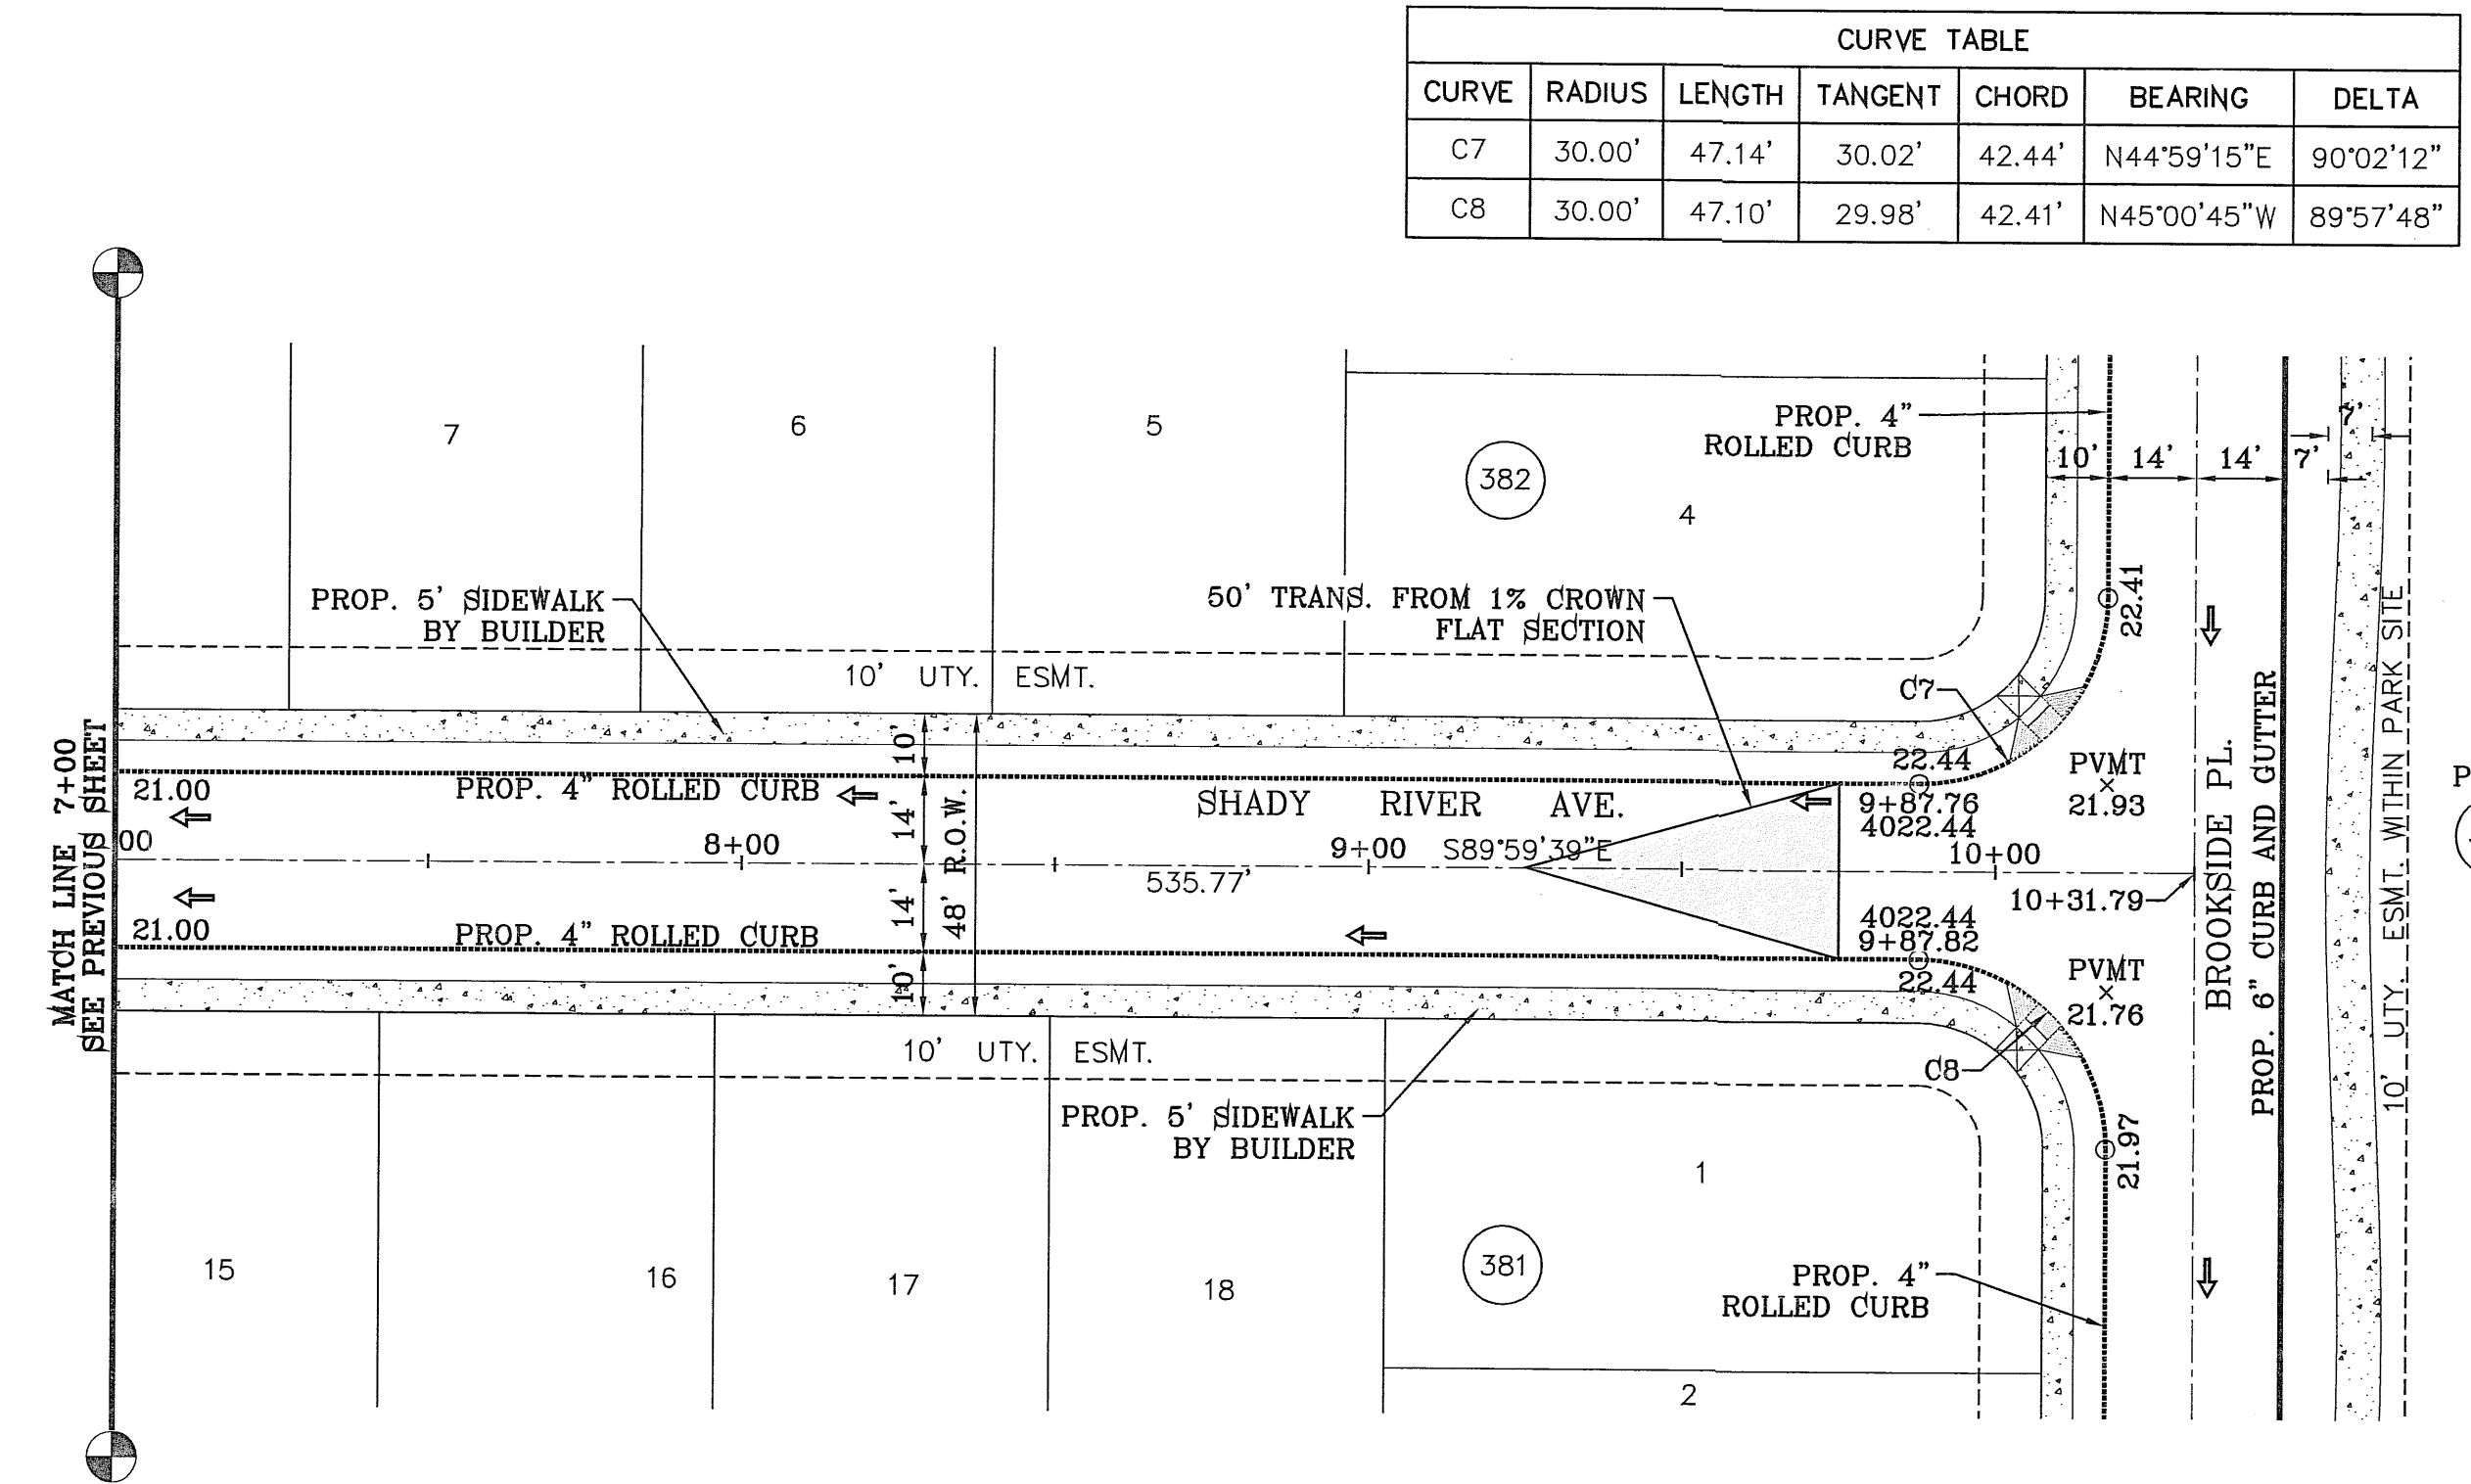 CURVE TABLE
CURVE RADIUS LENGTH TANGENT CHORD BEARING DELTA
C7 30.00' 47.14' 30.02' 42.44' N44°59'15"E 90°02'12"
C8 30.00' 47.10' 29.98' 42.41' N45°00'45"W 89°57'48"
7
6
5
382
4
PROP. 4"
ROLLED CURB
10' 14' 14' 7'
7'
PROP. 5' SIDEWALK
BY BUILDER
50' TRANS. FROM 1% CROWN
FLAT SECTION
22.41
10' UTY. ESMT.
C7
MATCH LINE 7+00
SEE PREVIOUS SHEET
21.00
PROP. 4" ROLLED CURB
10'
14'
14'
10'
48' R.O.W.
SHADY RIVER AVE.
22.44
9+87.76
4022.44
PVMT
21.93
00
8+00
9+00
S89°59'39"E
535.77'
10+00
10+31.79
21.00
PROP. 4" ROLLED CURB
4022.44
9+87.82
22.44
PVMT
21.76
BROOKSIDE PL.
PROP. 6" CURB AND GUTTER
10' UTY. ESMT. WITHIN PARK SITE
P
10' UTY. ESMT.
C8
PROP. 5' SIDEWALK
BY BUILDER
21.97
15
16
17
18
1
381
PROP. 4"
ROLLED CURB
2